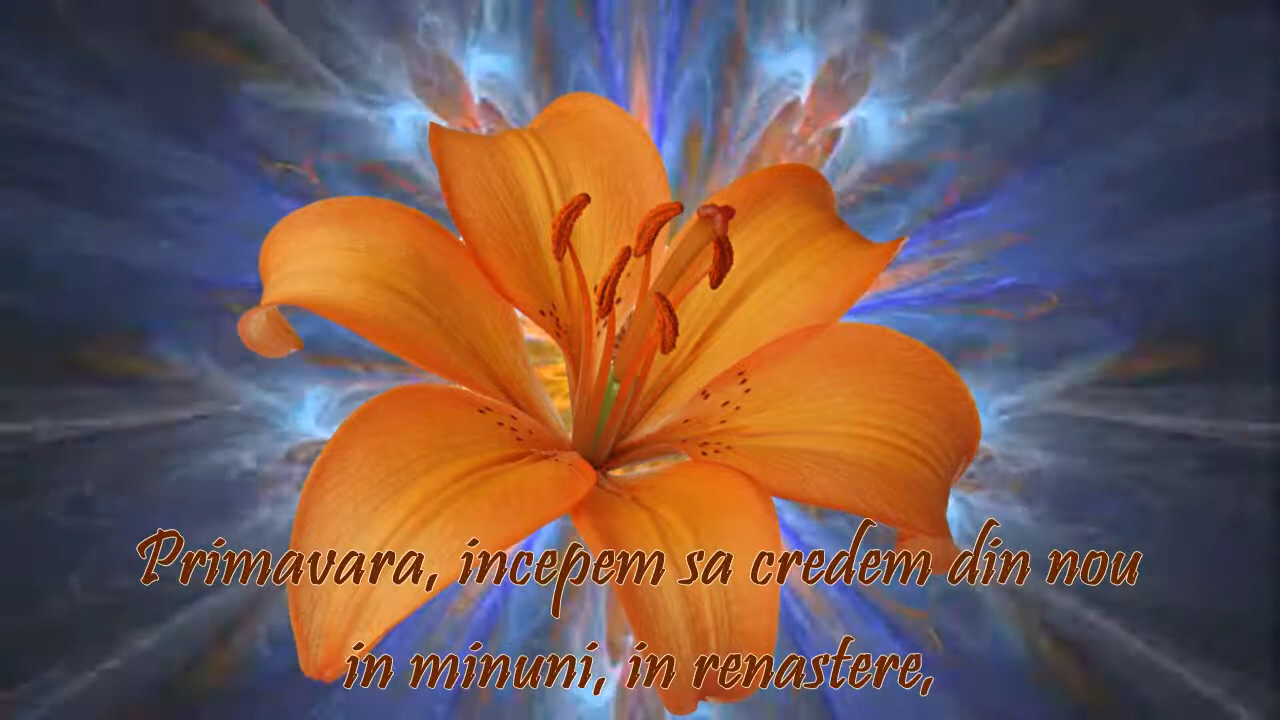 Primavara, incepem sa credem din nou
in minuni, in renastere,